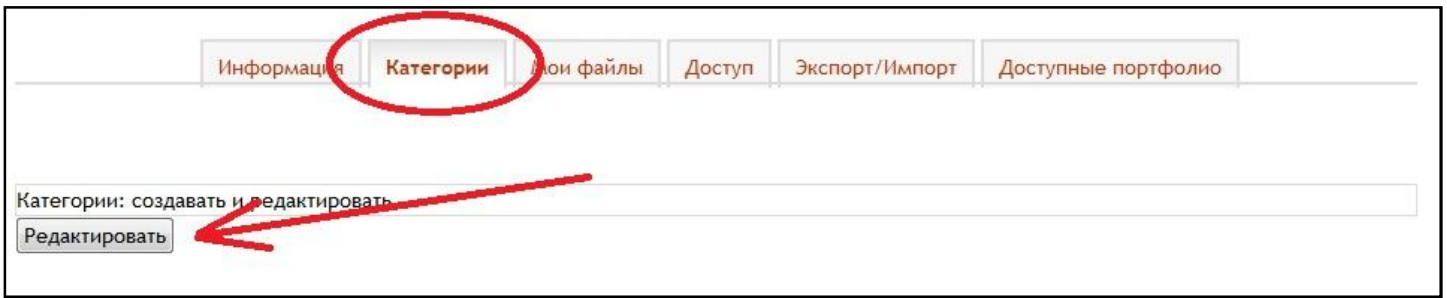 Информация Категории Мои файлы Доступ Экспорт/Импорт Доступные портфолио
Категории: создавать и редактировать
Редактировать